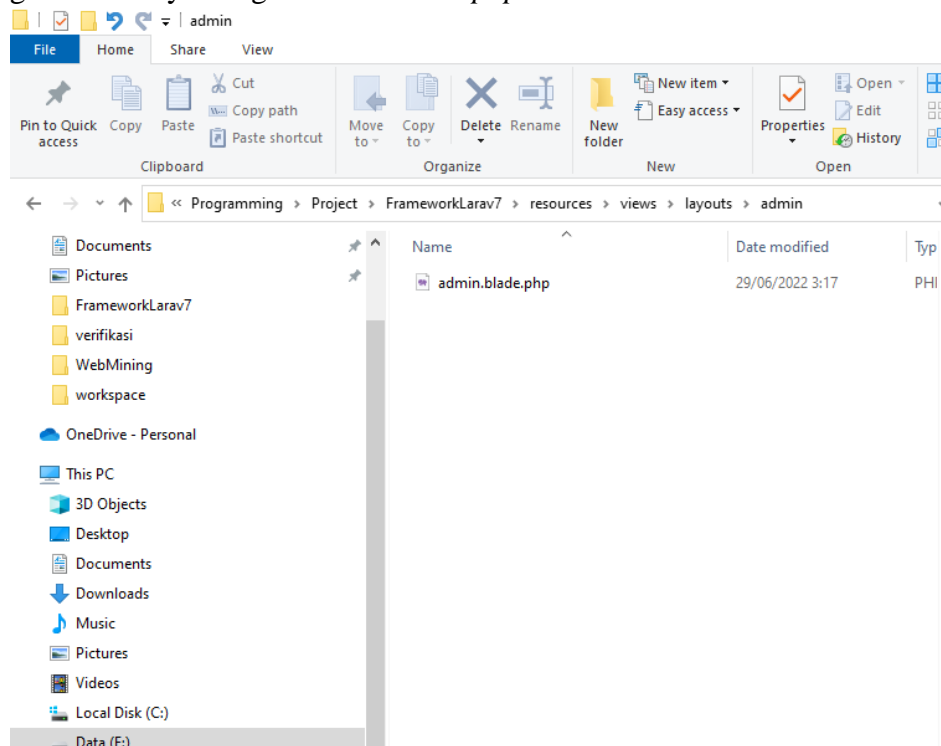 admin
File Home Share View
Pin to Quick access
Copy
Paste
Cut
Copy path
Paste shortcut
Move to
Copy to
Delete
Rename
New folder
New item
Easy access
Properties
Open
Edit
History
Clipboard Organize New Open
« Programming > Project > FrameworkLarav7 > resources > views > layouts > admin
Name Date modified Typ
admin.blade.php 29/06/2022 3:17 PHI
Documents
Pictures
FrameworkLarav7
verifikasi
WebMining
workspace
OneDrive - Personal
This PC
3D Objects
Desktop
Documents
Downloads
Music
Pictures
Videos
Local Disk (C:)